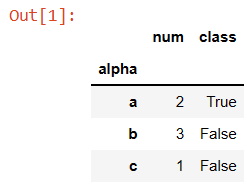 Out[1]:
num class
alpha
a 2 True
b 3 False
c 1 False